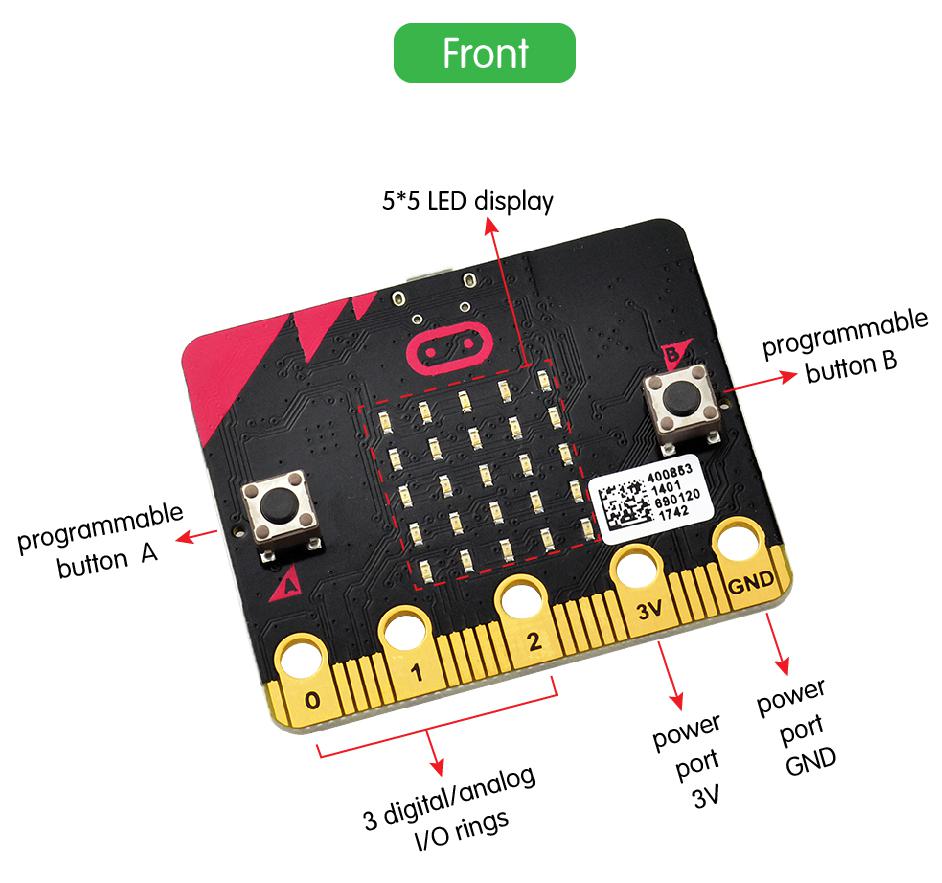 Front
5*5 LED display
programmable
button B
B
400853
1401
690120
1742
programmable
button A
A
GND
3V
2
1
0
power
port
GND
power
port
3V
3 digital/analog
I/O rings